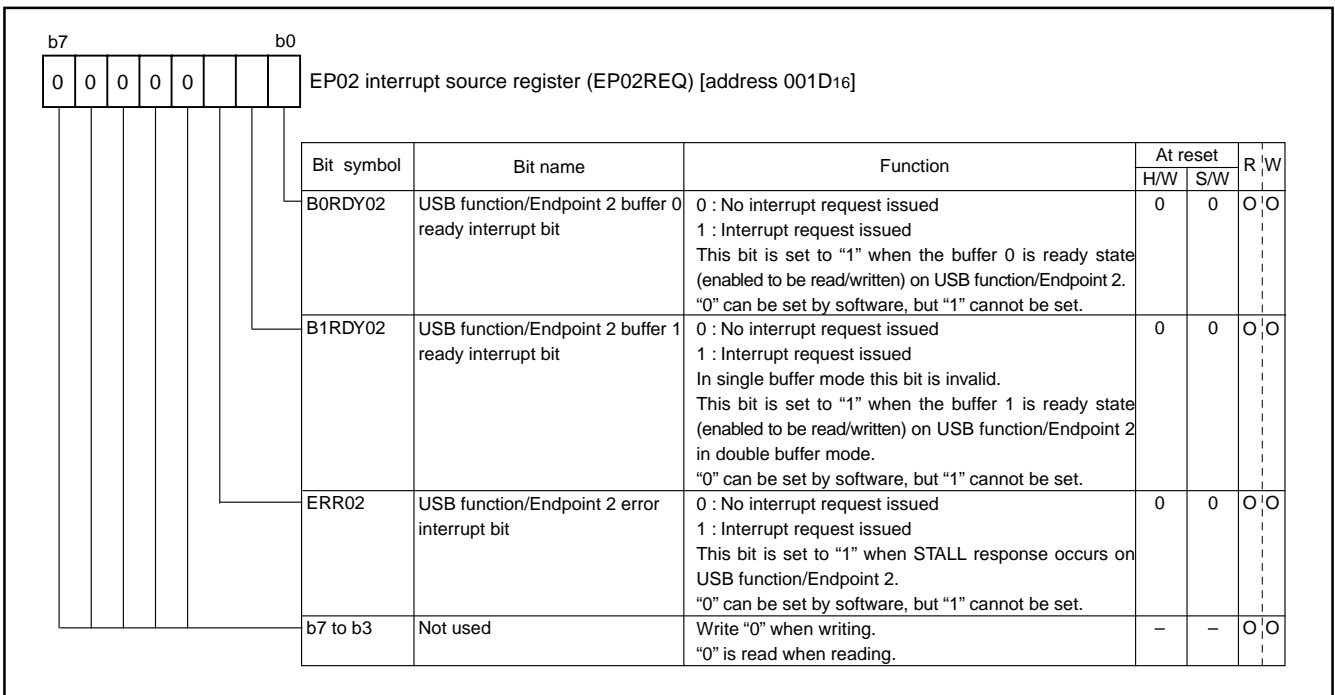 b7 b0
0 0 0 0 0
EP02 interrupt source register (EP02REQ) [address 001D16]
Bit symbol Bit name Function At reset R W
H/W S/W
B0RDY02 USB function/Endpoint 2 buffer 0 0 : No interrupt request issued 0 0 O O
ready interrupt bit 1 : Interrupt request issued
This bit is set to “1” when the buffer 0 is ready state
(enabled to be read/written) on USB function/Endpoint 2.
“0” can be set by software, but “1” cannot be set.
B1RDY02 USB function/Endpoint 2 buffer 1 0 : No interrupt request issued 0 0 O O
ready interrupt bit 1 : Interrupt request issued
In single buffer mode this bit is invalid.
This bit is set to “1” when the buffer 1 is ready state
(enabled to be read/written) on USB function/Endpoint 2
in double buffer mode.
“0” can be set by software, but “1” cannot be set.
ERR02 USB function/Endpoint 2 error 0 : No interrupt request issued 0 0 O O
interrupt bit 1 : Interrupt request issued
This bit is set to “1” when STALL response occurs on
USB function/Endpoint 2.
“0” can be set by software, but “1” cannot be set.
b7 to b3 Not used Write “0” when writing. – – O O
“0” is read when reading.